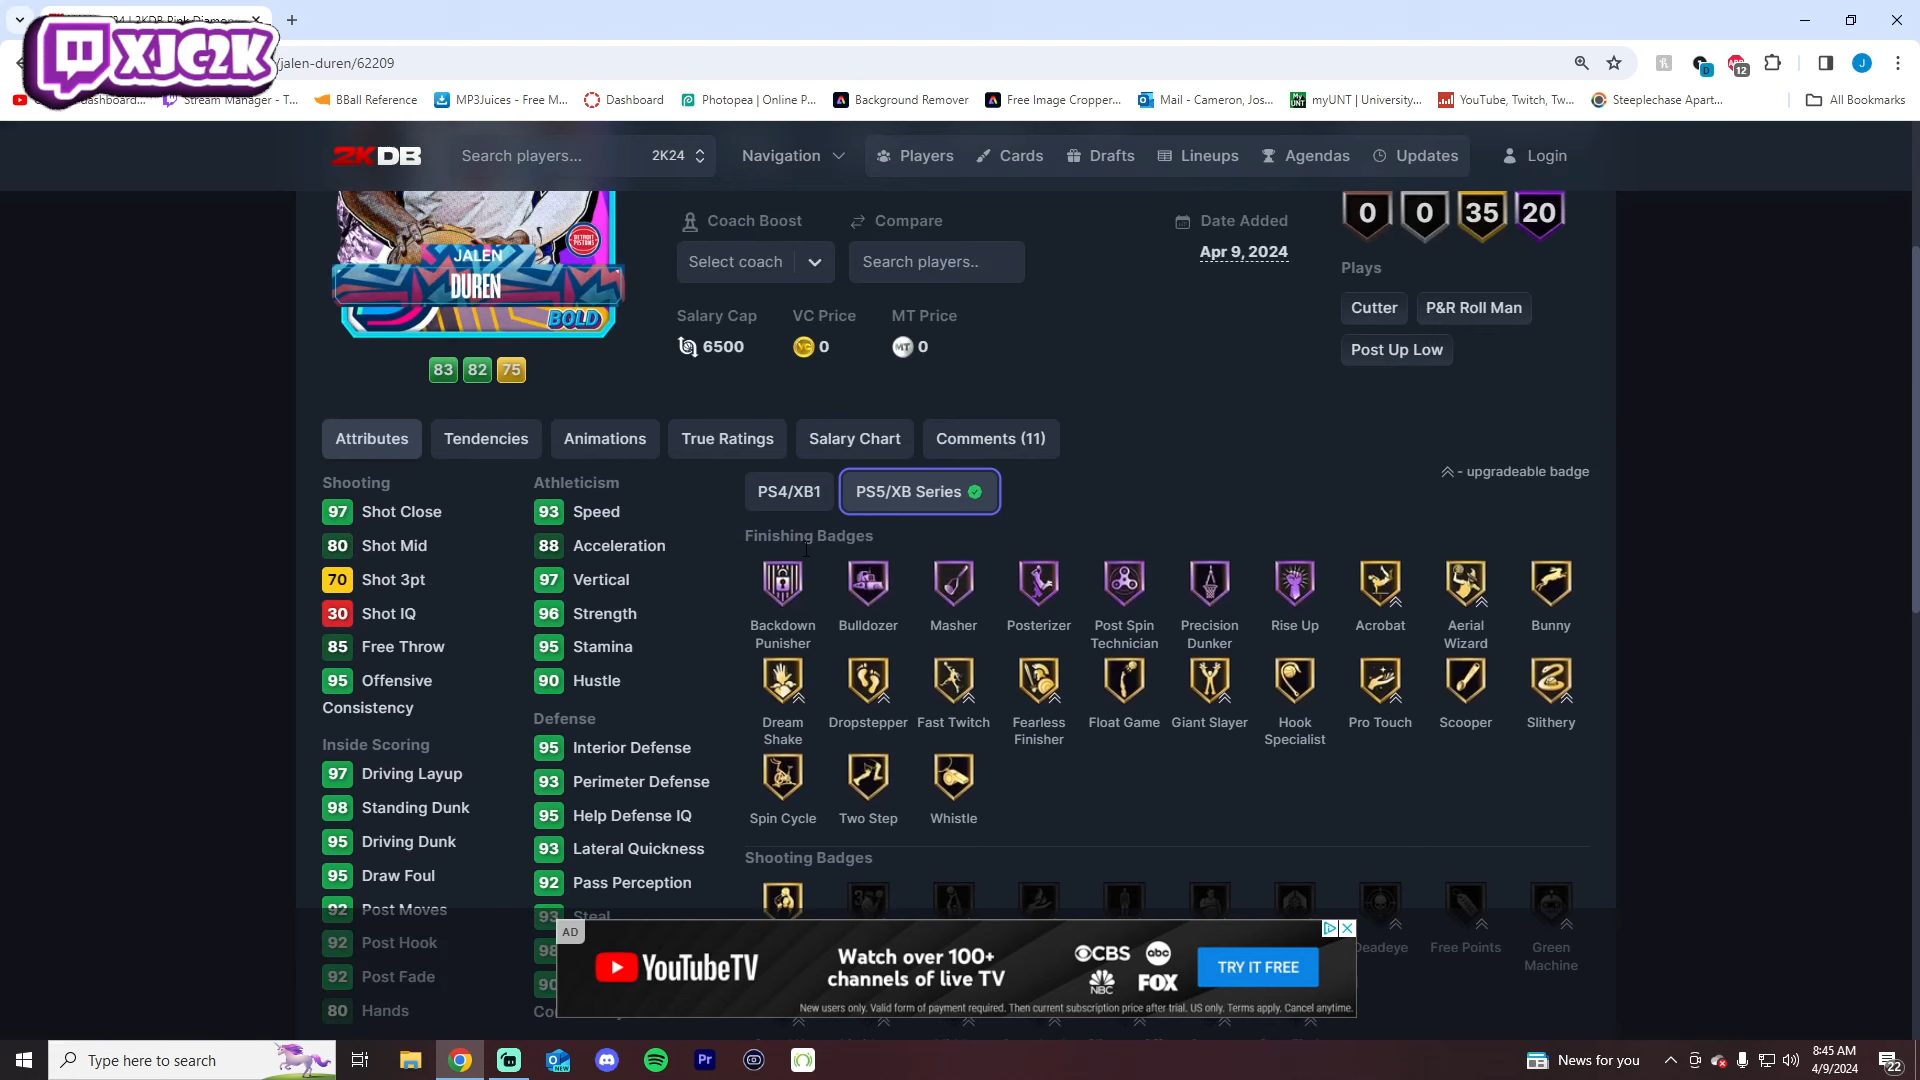 XJC2K
/jalen-duren/62209
12
J
BBall Reference
MP3Juices - Free M...
Dashboard
Photopea | Online P...
Background Remover
Free Image Cropper...
Mail - Cameron, Jos...
myUNT | University...
YouTube, Twitch, Tw...
Steeplechase Apart...
All Bookmarks
Stream Manager - T...
2KDB
Search players...
2K24
Navigation
Players
Cards
Drafts
Lineups
Agendas
Updates
Login
JALEN
DUREN
BOLD
83 82 75
Coach Boost
Select coach
Compare
Search players..
Date Added
Apr 9, 2024
Salary Cap
6500
VC Price
0
MT Price
MT 0
0 0 35 20
Plays
Cutter
P&R Roll Man
Post Up Low
Attributes
Tendencies
Animations
True Ratings
Salary Chart
Comments (11)
Shooting
97 Shot Close
80 Shot Mid
70 Shot 3pt
30 Shot IQ
85 Free Throw
95 Offensive
Consistency
Inside Scoring
97 Driving Layup
98 Standing Dunk
95 Driving Dunk
95 Draw Foul
92 Post Moves
92 Post Hook
92 Post Fade
80 Hands
Athleticism
93 Speed
88 Acceleration
97 Vertical
96 Strength
95 Stamina
90 Hustle
Defense
95 Interior Defense
93 Perimeter Defense
95 Help Defense IQ
93 Lateral Quickness
92 Pass Perception
93 Steal
98
90
PS4/XB1
PS5/XB Series
- upgradeable badge
Finishing Badges
Backdown
Punisher
Bulldozer
Masher
Posterizer
Post Spin
Technician
Precision
Dunker
Rise Up
Acrobat
Aerial
Wizard
Bunny
Dream
Shake
Dropstepper
Fast Twitch
Fearless
Finisher
Float Game
Giant Slayer
Hook
Specialist
Pro Touch
Scooper
Slithery
Spin Cycle
Two Step
Whistle
Shooting Badges
Deadeye
Free Points
Green
Machine
AD
YouTubeTV
Watch over 100+
channels of live TV
CBS
abc
NBC
FOX
TRY IT FREE
New users only. Valid form of payment required. Then current subscription price after trial. US only. Terms apply. Cancel anytime.
Type here to search
Pr
News for you
8:45 AM
4/9/2024
22